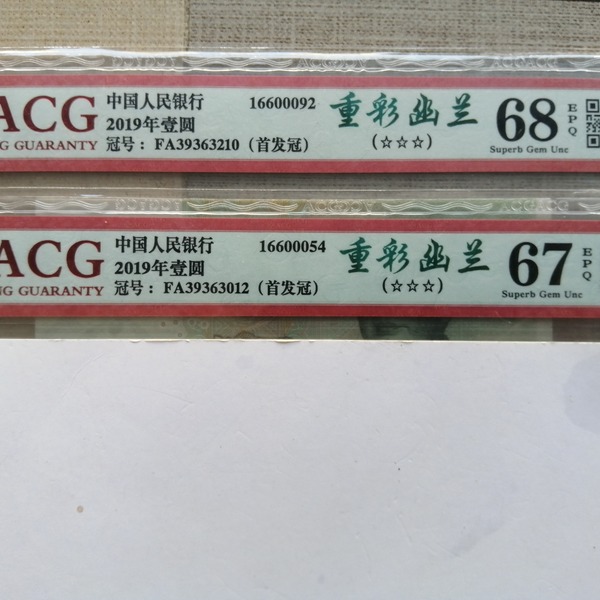 ACG
NG GUARANTY
中国人民银行 16600092
2019年壹圆
冠号：FA39363210（首发冠）
重彩幽兰
(☆☆☆)
68
EPQ
Superb Gem Unc
ACG
NG GUARANTY
中国人民银行 16600054
2019年壹圆
冠号：FA39363012（首发冠）
重彩幽兰
(☆☆☆)
67
EPQ
Superb Gem Unc